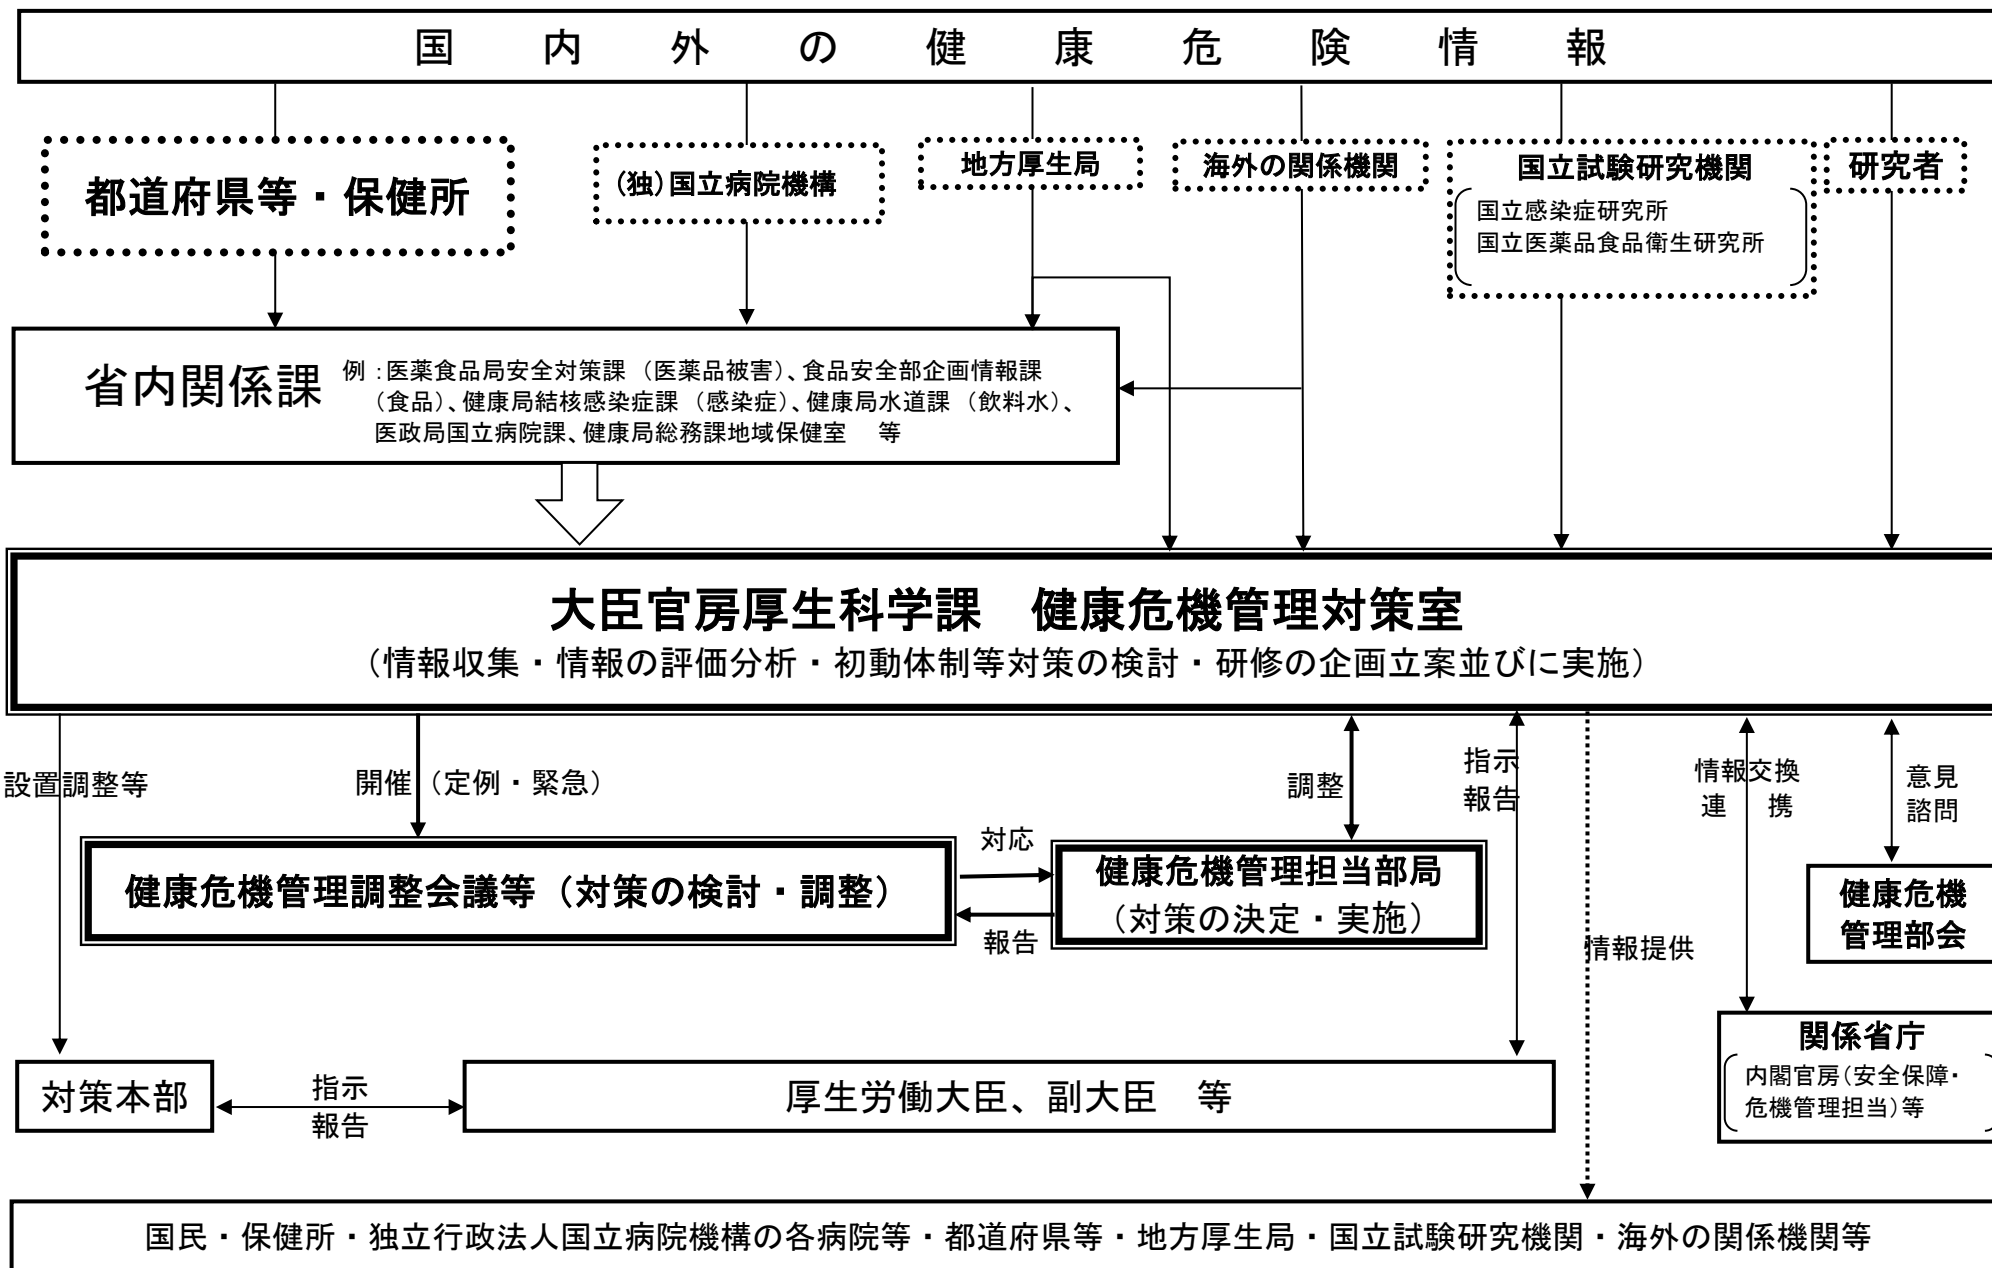 国内外の健康危険情報
都道府県等・保健所
(独)国立病院機構
地方厚生局
海外の関係機関
国立試験研究機関
国立感染症研究所
国立医薬品食品衛生研究所
研究者
省内関係課
例:医薬食品局安全対策課(医薬品被害)、食品安全部企画情報課
(食品)、健康局結核感染症課(感染症)、健康局水道課(飲料水)、
医政局国立病院課、健康局総務課地域保健室 等
大臣官房厚生科学課 健康危機管理対策室
(情報収集・情報の評価分析・初動体制等対策の検討・研修の企画立案並びに実施)
設置調整等
開催(定例・緊急)
調整
指示
報告
情報交換
連 携
意見
諮問
健康危機管理調整会議等(対策の検討・調整)
対応
報告
健康危機管理担当部局
(対策の決定・実施)
情報提供
健康危機
管理部会
関係省庁
内閣官房(安全保障・
危機管理担当)等
対策本部
指示
報告
厚生労働大臣、副大臣 等
国民・保健所・独立行政法人国立病院機構の各病院等・都道府県等・地方厚生局・国立試験研究機関・海外の関係機関等